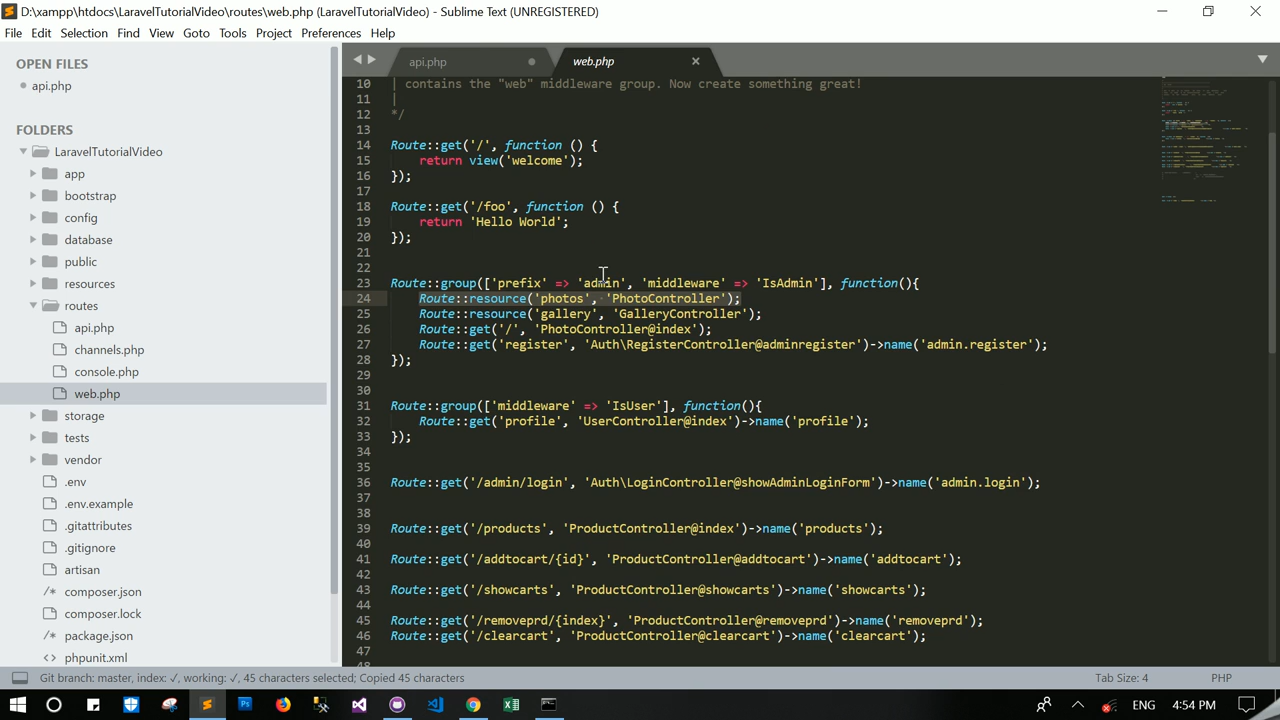 D:\xampp\htdocs\LaravelTutorialVideo\routes\web.php (LaravelTutorialVideo) - Sublime Text (UNREGISTERED)
File Edit Selection Find View Goto Tools Project Preferences Help
OPEN FILES
api.php
FOLDERS
LaravelTutorialVideo
app
bootstrap
config
database
public
resources
routes
api.php
channels.php
console.php
web.php
storage
tests
vendor
.env
.env.example
.gitattributes
.gitignore
artisan
/* composer.json
composer.lock
/* package.json
phpunit.xml
api.php web.php
10 | contains the "web" middleware group. Now create something great!
11 |
12 */
13
14 Route::get('/', function () {
15 return view('welcome');
16 });
17
18 Route::get('/foo', function () {
19 return 'Hello World';
20 });
21
22
23 Route::group(['prefix' => 'admin', 'middleware' => 'IsAdmin'], function(){
24 Route::resource('photos', 'PhotoController');
25 Route::resource('gallery', 'GalleryController');
26 Route::get('/', 'PhotoController@index');
27 Route::get('register', 'Auth\RegisterController@adminregister')->name('admin.register');
28 });
29
30
31 Route::group(['middleware' => 'IsUser'], function(){
32 Route::get('profile', 'UserController@index')->name('profile');
33 });
34
35
36 Route::get('/admin/login', 'Auth\LoginController@showAdminLoginForm')->name('admin.login');
37
38
39 Route::get('/products', 'ProductController@index')->name('products');
40
41 Route::get('/addtocart/{id}', 'ProductController@addtocart')->name('addtocart');
42
43 Route::get('/showcarts', 'ProductController@showcarts')->name('showcarts');
44
45 Route::get('/removeprd/{index}', 'ProductController@removeprd')->name('removeprd');
46 Route::get('/clearcart', 'ProductController@clearcart')->name('clearcart');
47
48
Git branch: master, index: ✓, working: ✓, 45 characters selected; Copied 45 characters Tab Size: 4 PHP
ENG 4:54 PM